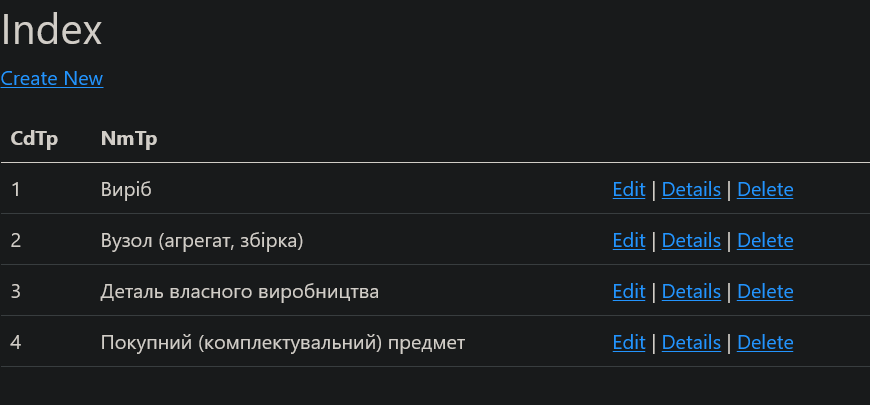 Index
Create New
CdTp NmTp
1 Виріб Edit | Details | Delete
2 Вузол (агрегат, збірка) Edit | Details | Delete
3 Деталь власного виробництва Edit | Details | Delete
4 Покупний (комплектувальний) предмет Edit | Details | Delete